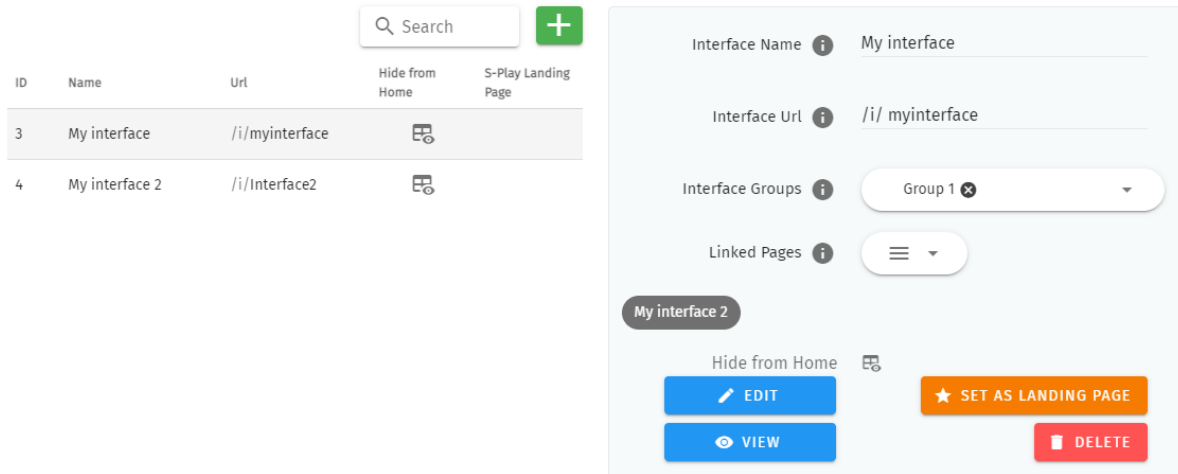 Search
ID Name Url Hide from Home S-Play Landing Page
3 My interface /i/myinterface
4 My interface 2 /i/Interface2
Interface Name My interface
Interface Url /i/ myinterface
Interface Groups Group 1
Linked Pages
My interface 2
Hide from Home
EDIT SET AS LANDING PAGE
VIEW DELETE